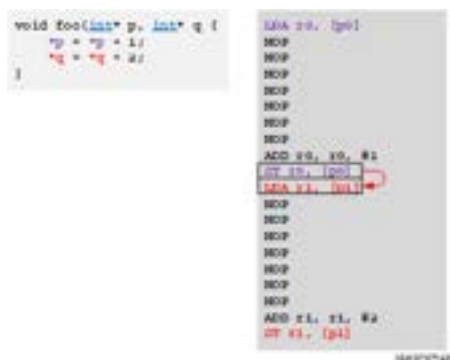 void foo(int* p, int* q {
*p = *p + 1;
*q = *q + 2;
}
LDA r0, [p0]
NOP
NOP
NOP
NOP
NOP
NOP
NOP
ADD r0, r0, #1
ST r0, [p0]
LDA r1, [p1]
NOP
NOP
NOP
NOP
NOP
NOP
NOP
ADD r1, r1, #2
ST r1, [p1]